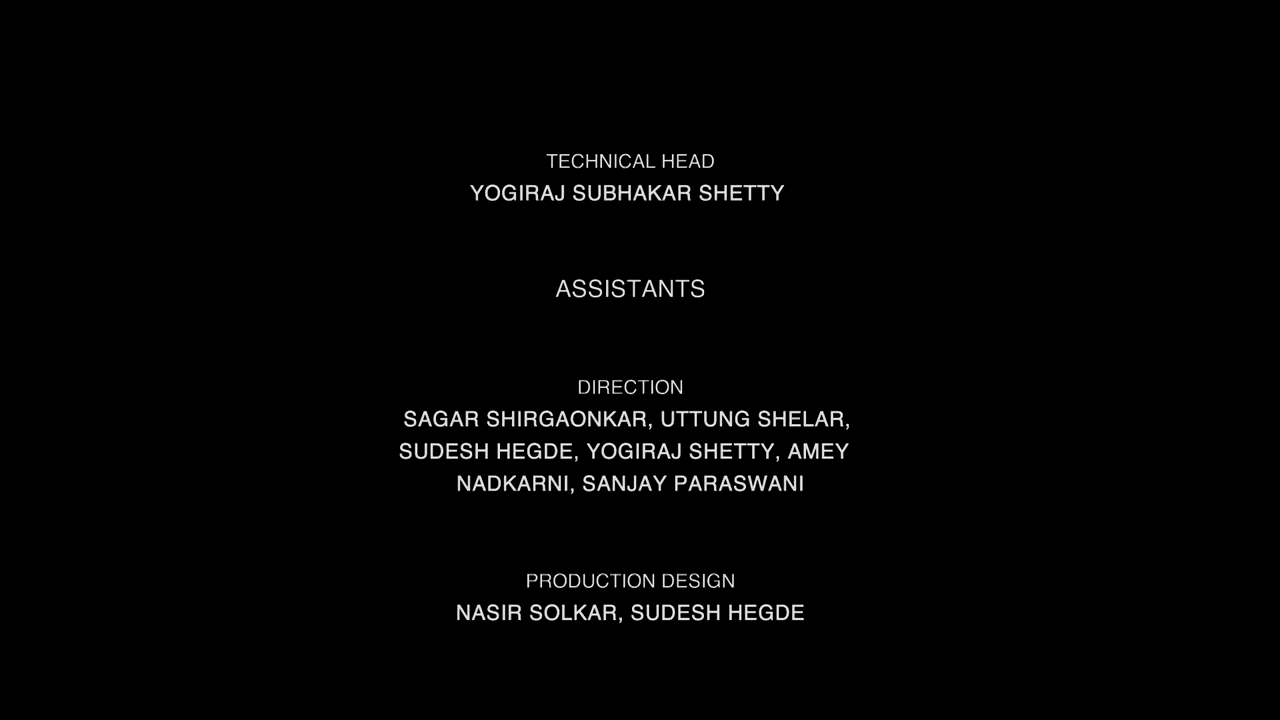 TECHNICAL HEAD
YOGIRAJ SUBHAKAR SHETTY
ASSISTANTS
DIRECTION
SAGAR SHIRGAONKAR, UTTUNG SHELAR,
SUDESH HEGDE, YOGIRAJ SHETTY, AMEY
NADKARNI, SANJAY PARASWANI
PRODUCTION DESIGN
NASIR SOLKAR, SUDESH HEGDE